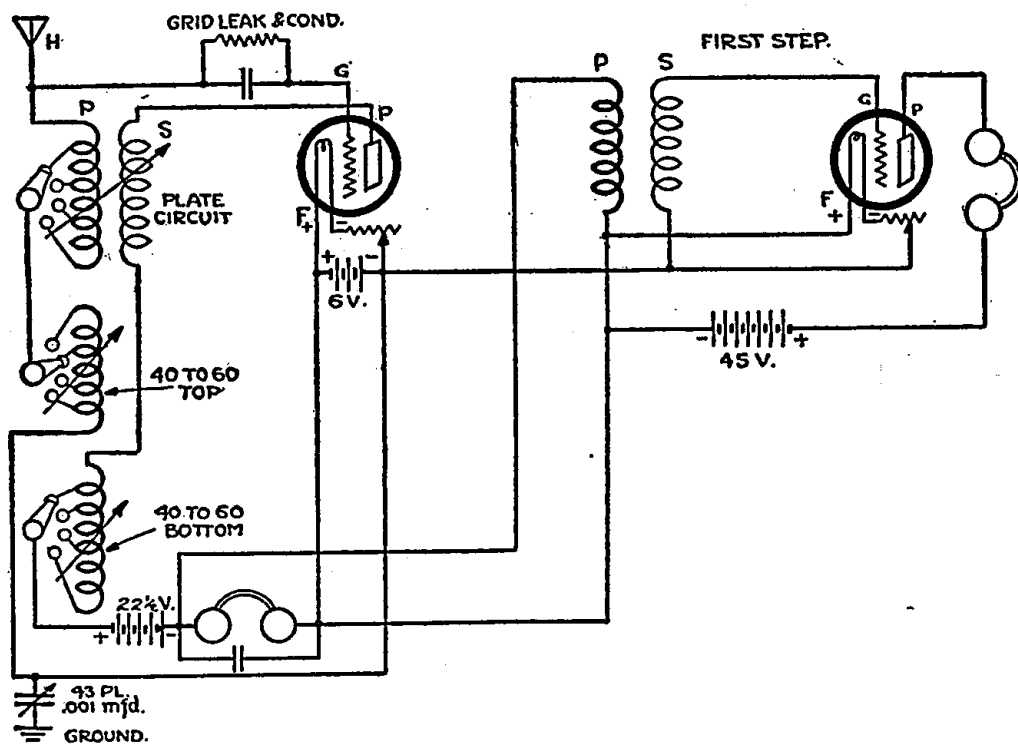 GRID LEAK & COND.
H
G
P
P
S
PLATE
CIRCUIT
F
+
-
+ -
6 V.
40 TO 60
TOP
40 TO 60
BOTTOM
22½ V.
+ -
43 PL.
.001 mfd.
GROUND.
FIRST STEP.
P S
G
P
F
+
-
- +
45 V.